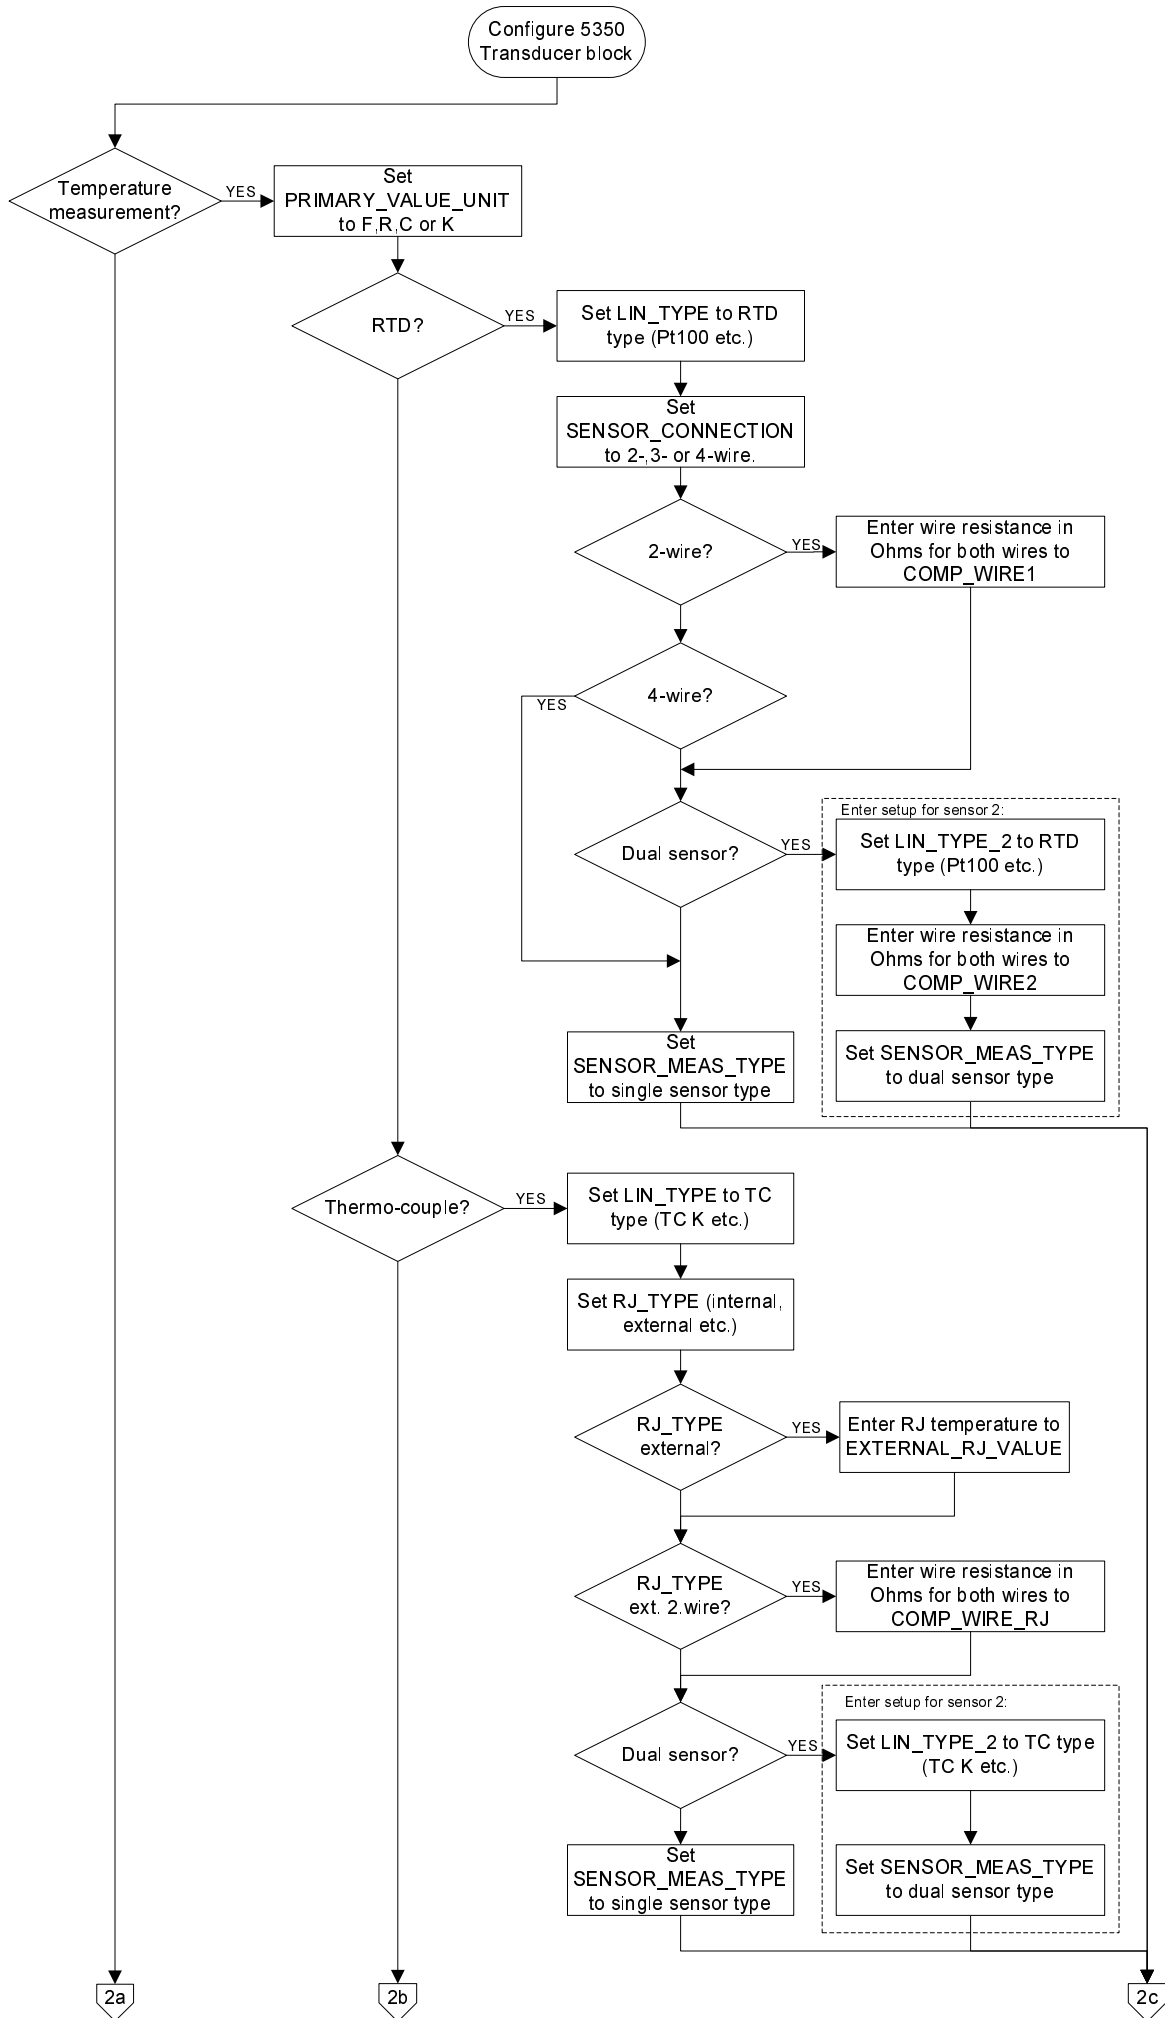 Configure 5350
Transducer block
Temperature
measurement?
YES
Set
PRIMARY_VALUE_UNIT
to F,R,C or K
RTD?
YES
Set LIN_TYPE to RTD
type (Pt100 etc.)
Set
SENSOR_CONNECTION
to 2-,3- or 4-wire.
2-wire?
YES
Enter wire resistance in
Ohms for both wires to
COMP_WIRE1
4-wire?
YES
Dual sensor?
YES
Enter setup for sensor 2:
Set LIN_TYPE_2 to RTD
type (Pt100 etc.)
Enter wire resistance in
Ohms for both wires to
COMP_WIRE2
Set
SENSOR_MEAS_TYPE
to single sensor type
Set SENSOR_MEAS_TYPE
to dual sensor type
Thermo-couple?
YES
Set LIN_TYPE to TC
type (TC K etc.)
Set RJ_TYPE (internal,
external etc.)
RJ_TYPE
external?
YES
Enter RJ temperature to
EXTERNAL_RJ_VALUE
RJ_TYPE
ext. 2.wire?
YES
Enter wire resistance in
Ohms for both wires to
COMP_WIRE_RJ
Dual sensor?
YES
Enter setup for sensor 2:
Set LIN_TYPE_2 to TC type
(TC K etc.)
Set
SENSOR_MEAS_TYPE
to single sensor type
Set SENSOR_MEAS_TYPE
to dual sensor type
2a
2b
2c